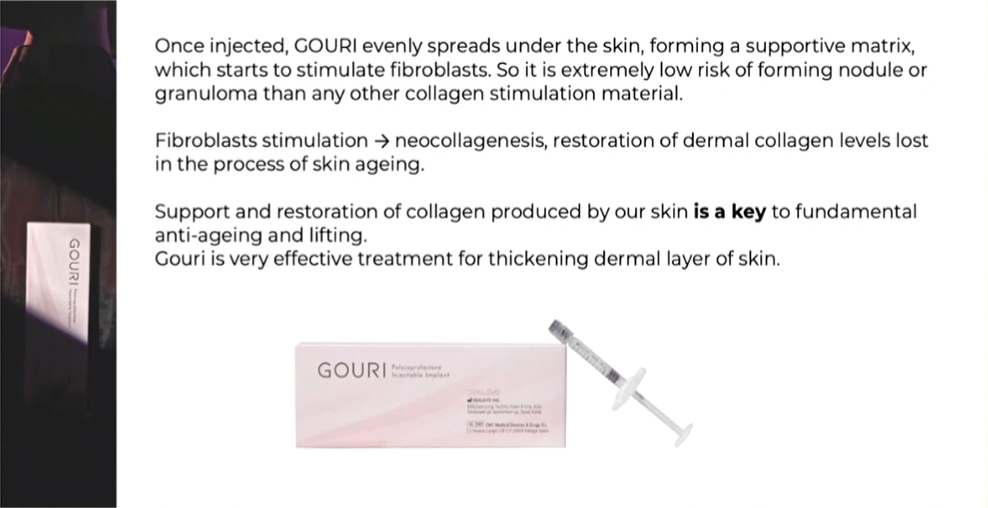 Once injected, GOURI evenly spreads under the skin, forming a supportive matrix,
which starts to stimulate fibroblasts. So it is extremely low risk of forming nodule or
granuloma than any other collagen stimulation material.
Fibroblasts stimulation → neocollagenesis, restoration of dermal collagen levels lost
in the process of skin ageing.
Support and restoration of collagen produced by our skin is a key to fundamental
anti-ageing and lifting.
Gouri is very effective treatment for thickening dermal layer of skin.
GOURI
GOURI
Polycaprolactone
Injectable Implant